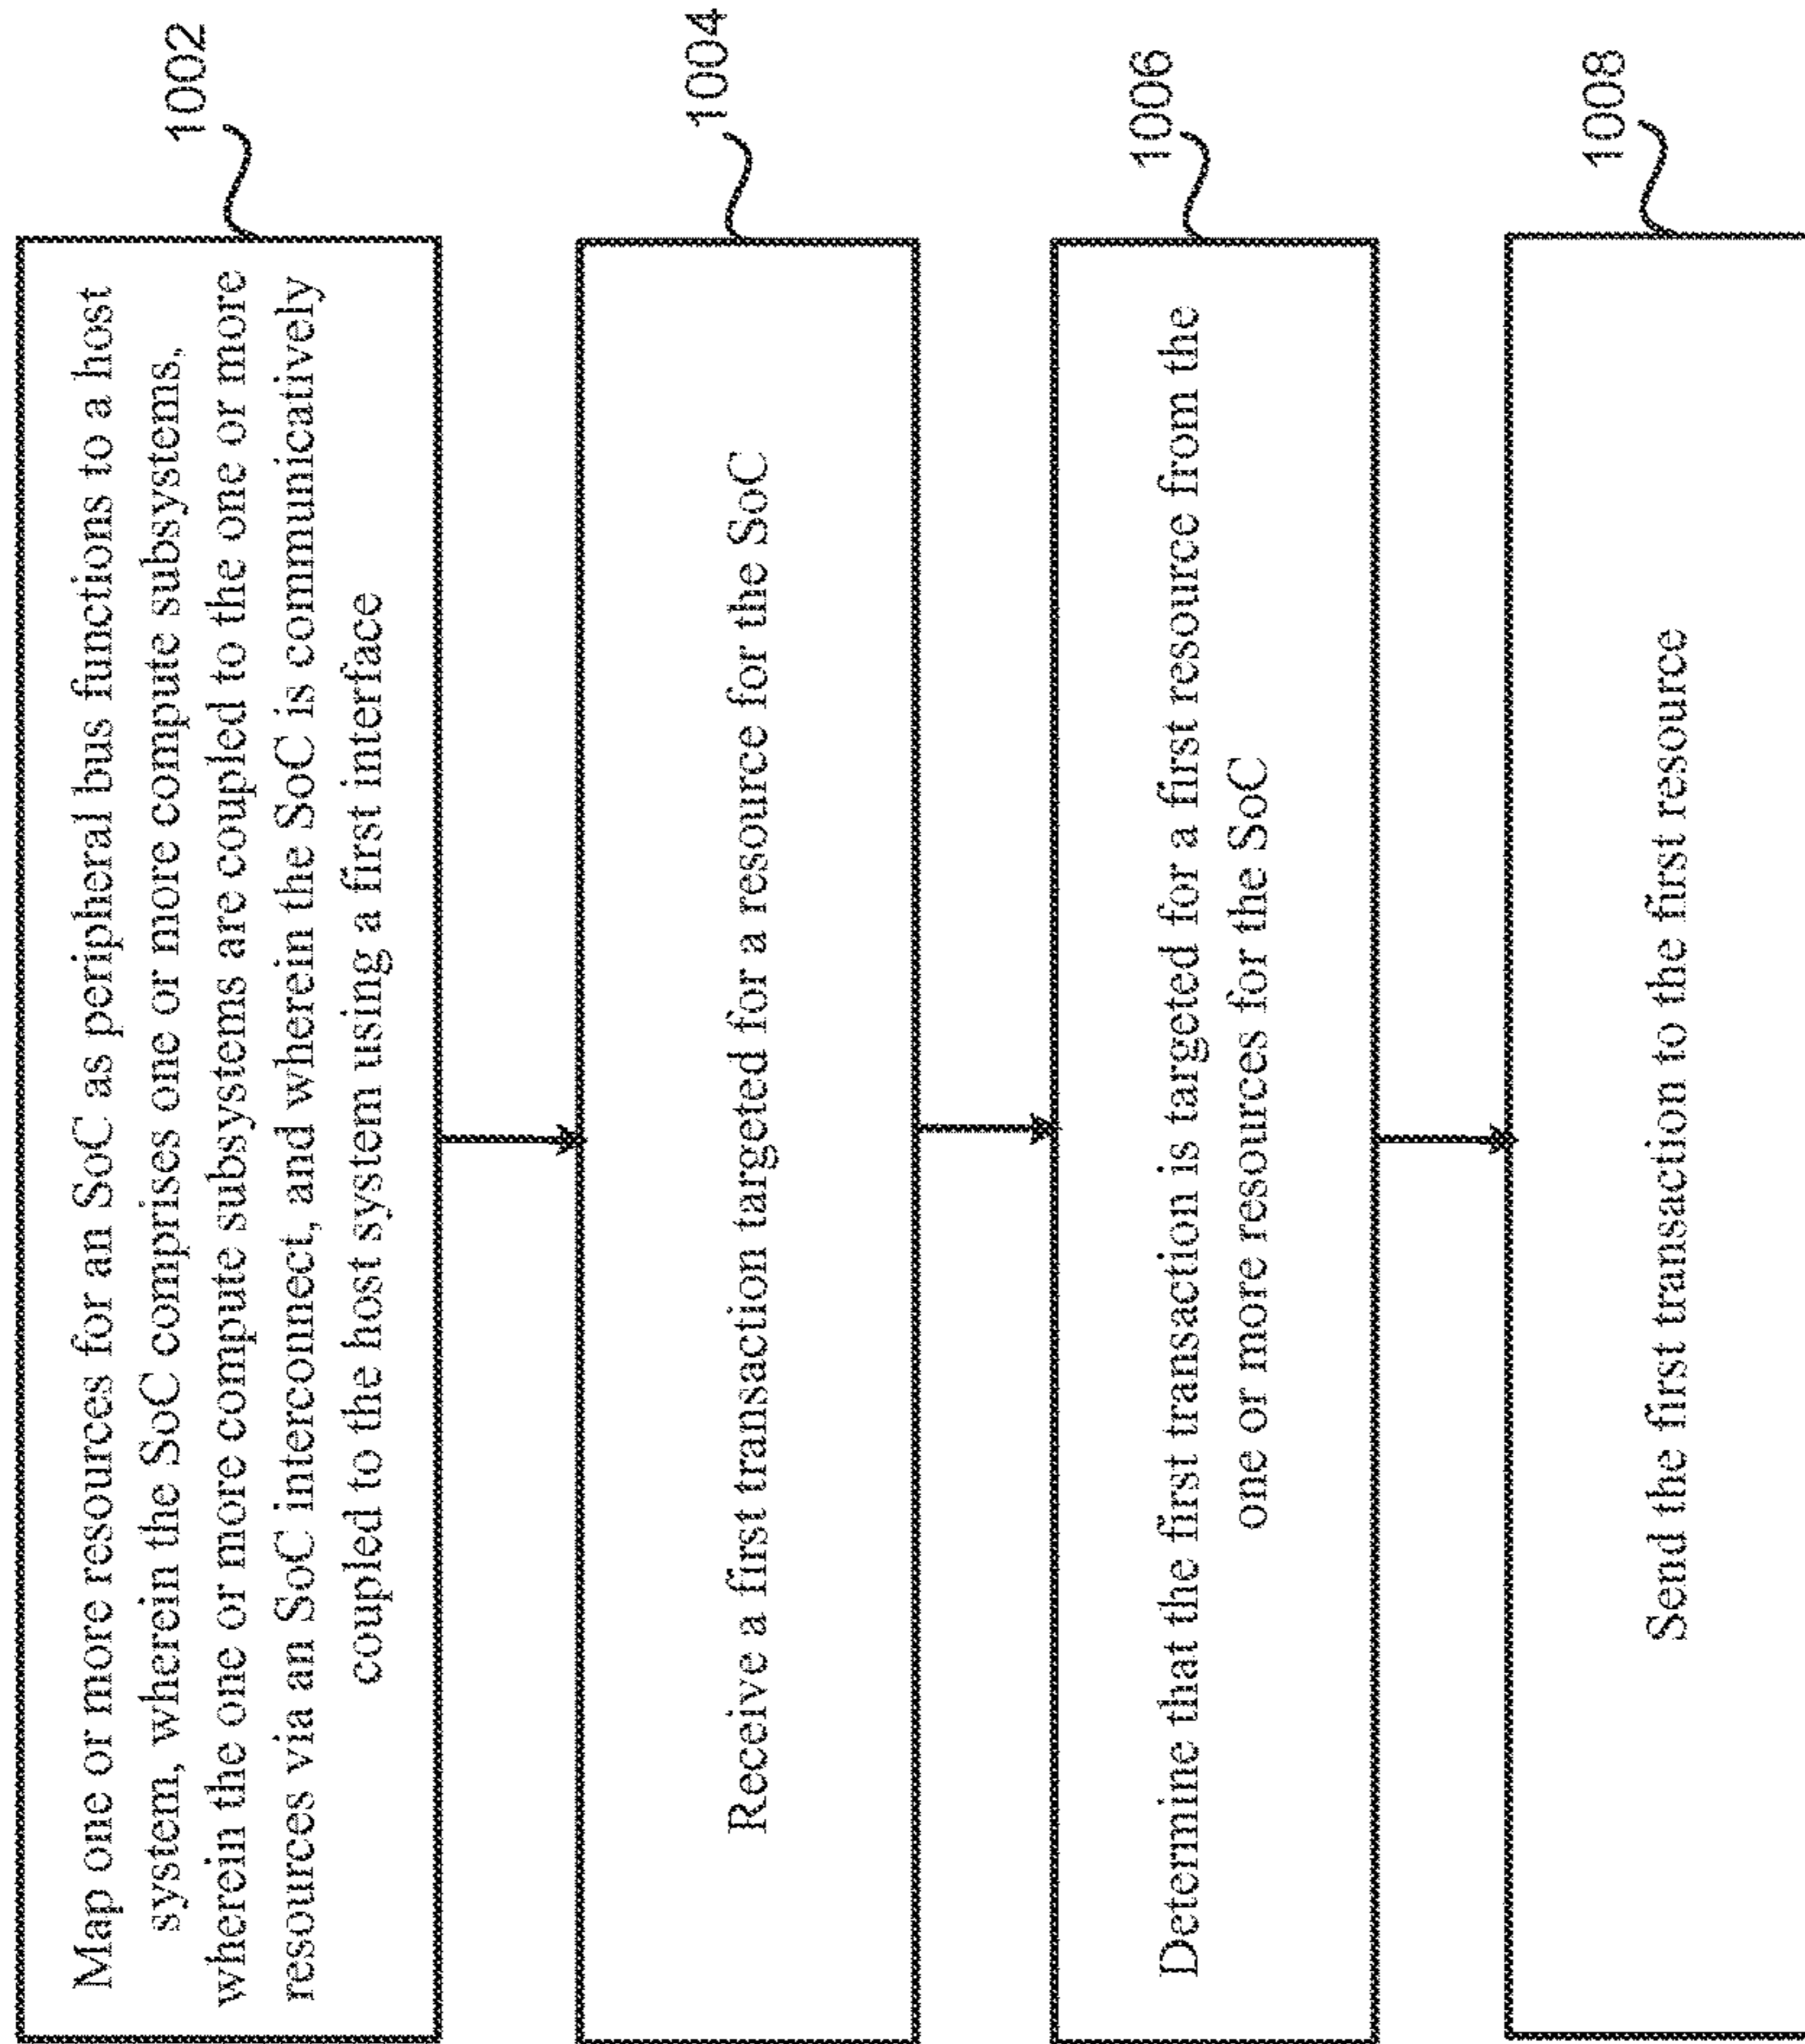 1002
Map one or more resources for an SoC as peripheral bus functions to a host
system, wherein the SoC comprises one or more compute subsystems,
wherein the one or more compute subsystems are coupled to the one or more
resources via an SoC interconnect, and wherein the SoC is communicatively
coupled to the host system using a first interface
1004
Receive a first transaction targeted for a resource for the SoC
1006
Determine that the first transaction is targeted for a first resource from the
one or more resources for the SoC
1008
Send the first transaction to the first resource